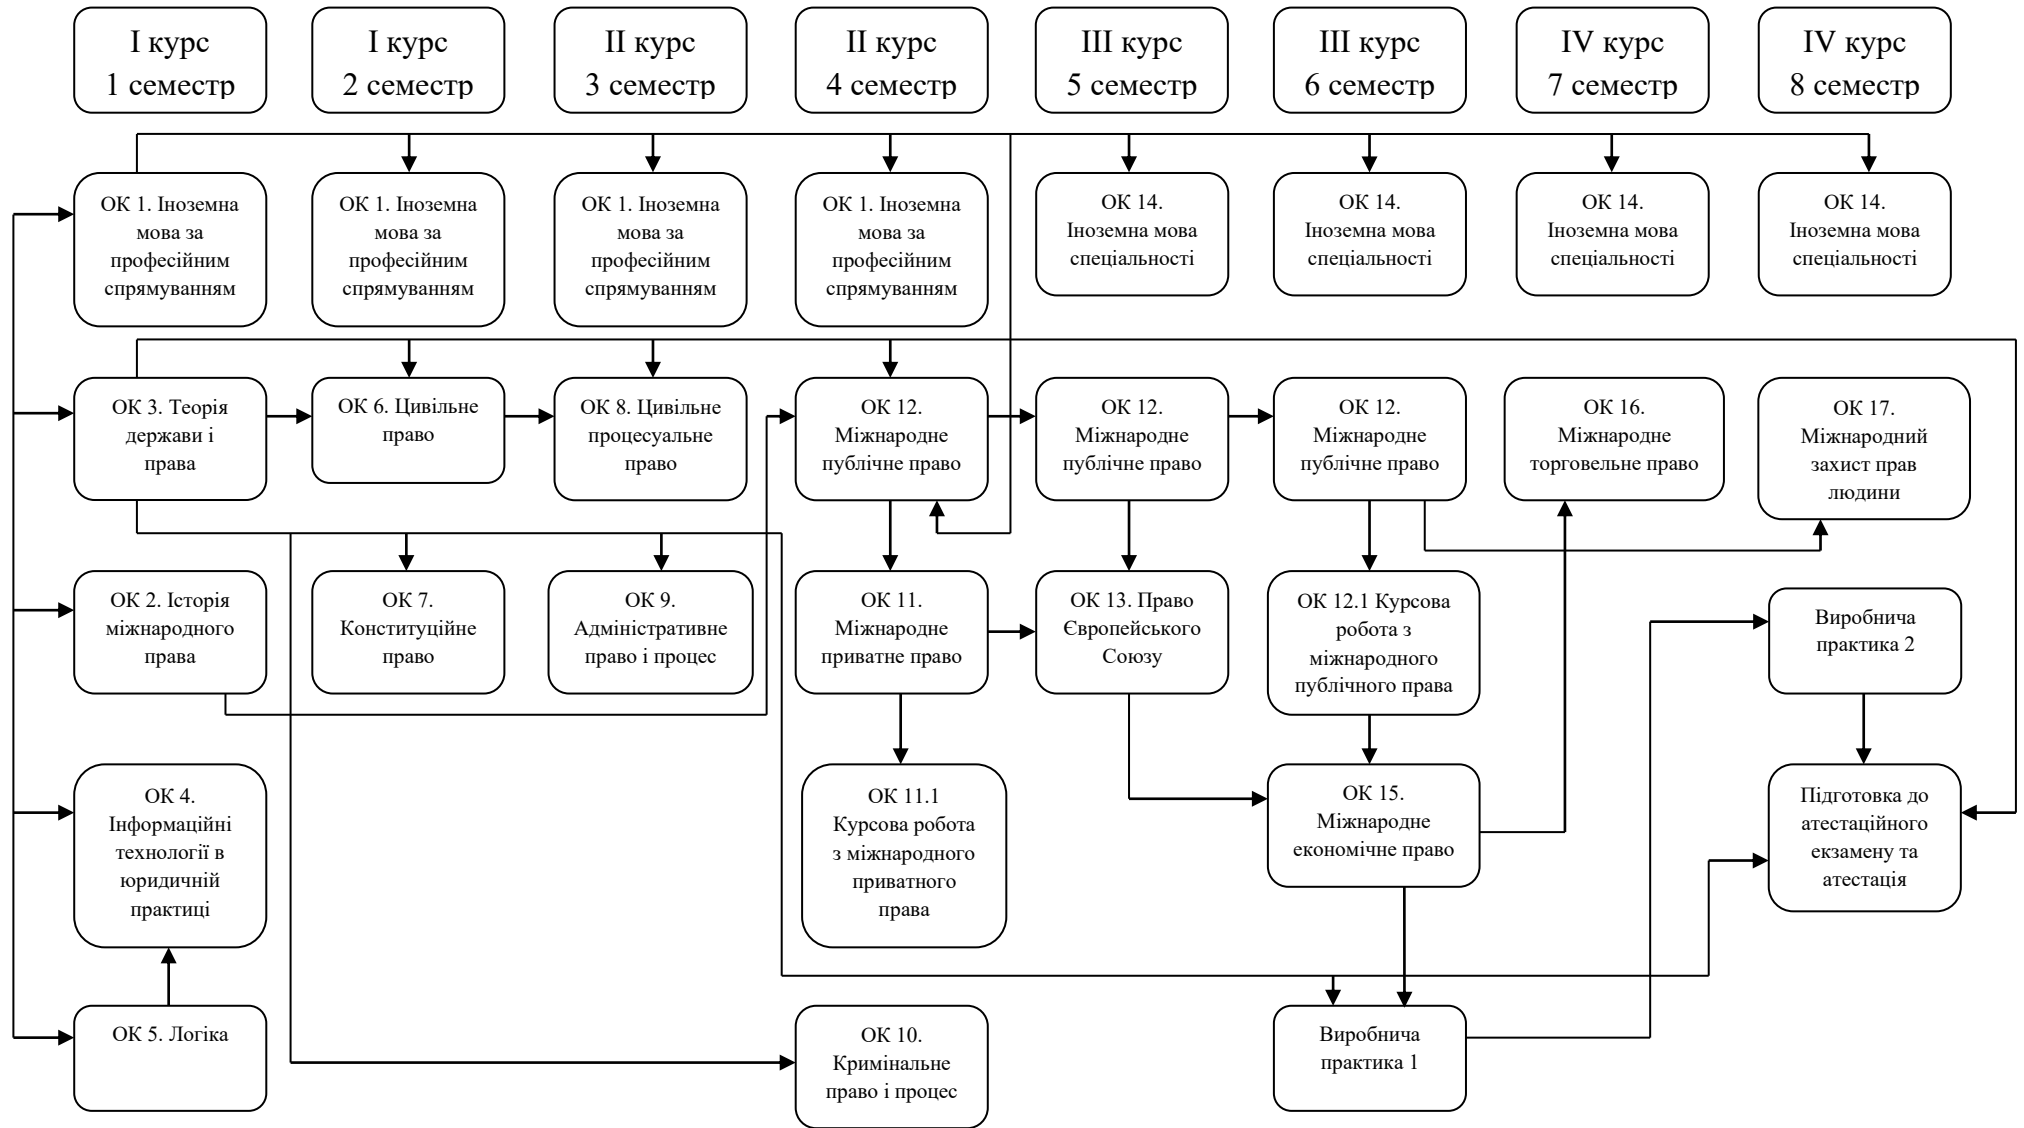 І курс
1 семестр
І курс
2 семестр
ІІ курс
3 семестр
ІІ курс
4 семестр
ІІІ курс
5 семестр
ІІІ курс
6 семестр
IV курс
7 семестр
IV курс
8 семестр
ОК 1. Іноземна
мова за
професійним
спрямуванням
ОК 1. Іноземна
мова за
професійним
спрямуванням
ОК 1. Іноземна
мова за
професійним
спрямуванням
ОК 1. Іноземна
мова за
професійним
спрямуванням
ОК 14.
Іноземна мова
спеціальності
ОК 14.
Іноземна мова
спеціальності
ОК 14.
Іноземна мова
спеціальності
ОК 14.
Іноземна мова
спеціальності
ОК 3. Теорія
держави і
права
ОК 6. Цивільне
право
ОК 8. Цивільне
процесуальне
право
ОК 12.
Міжнародне
публічне право
ОК 12.
Міжнародне
публічне право
ОК 12.
Міжнародне
публічне право
ОК 16.
Міжнародне
торговельне право
ОК 17.
Міжнародний
захист прав
людини
ОК 2. Історія
міжнародного
права
ОК 7.
Конституційне
право
ОК 9.
Адміністративне
право і процес
ОК 11.
Міжнародне
приватне право
ОК 13. Право
Європейського
Союзу
ОК 12.1 Курсова
робота з
міжнародного
публічного права
Виробнича
практика 2
ОК 4.
Інформаційні
технології в
юридичній
практиці
ОК 11.1
Курсова робота
з міжнародного
приватного
права
ОК 15.
Міжнародне
економічне право
Підготовка до
атестаційного
екзамену та
атестація
ОК 5. Логіка
ОК 10.
Кримінальне
право і процес
Виробнича
практика 1